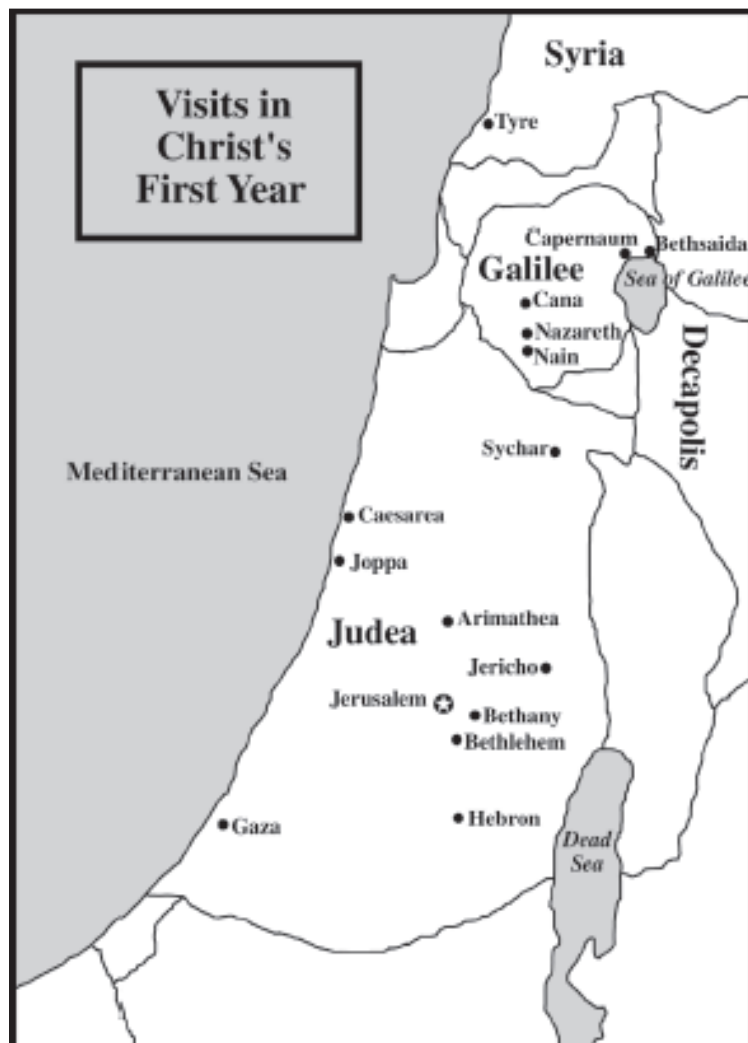 Syria
Visits in
Christ's
First Year
Tyre
Capernaum
Bethsaida
Galilee
Sea of Galilee
Cana
Nazareth
Nain
Decapolis
Sychar
Mediterranean Sea
Caesarea
Joppa
Arimathea
Judea
Jericho
Jerusalem
Bethany
Bethlehem
Gaza
Hebron
Dead
Sea